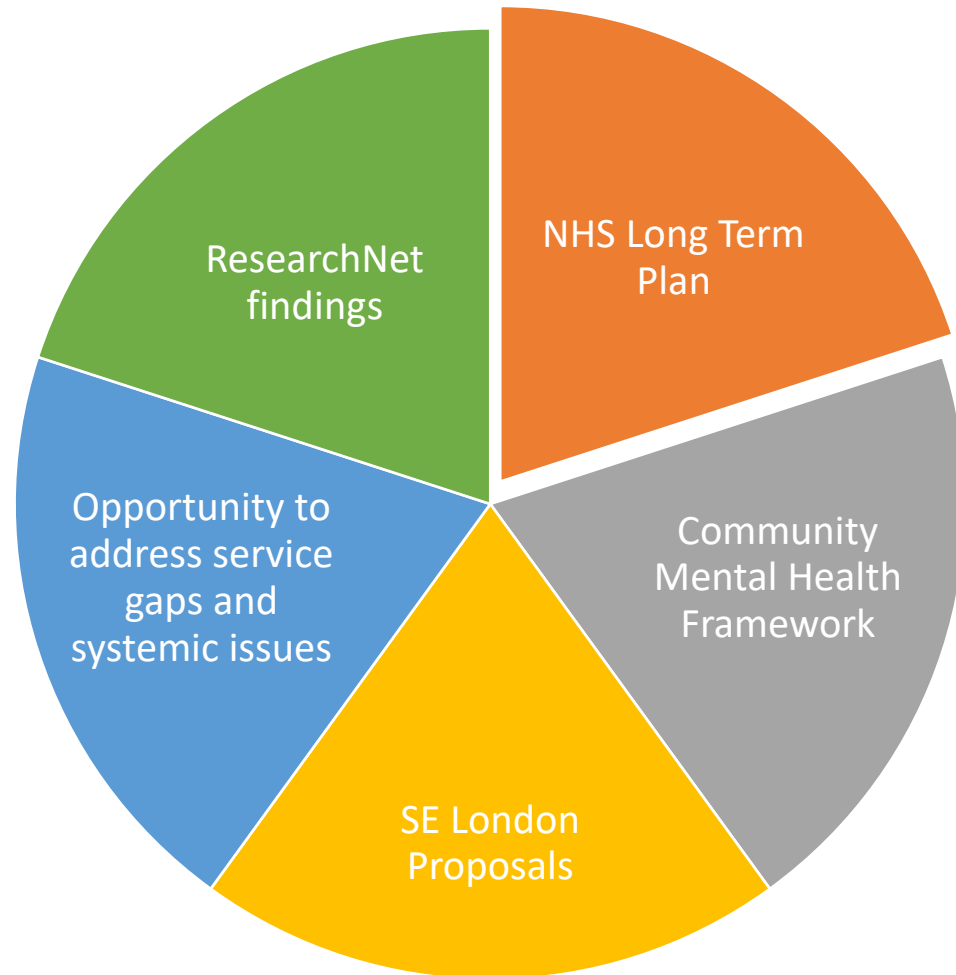 NHS Long Term
Plan
Community
Mental Health
Framework
SE London
Proposals
Opportunity to
address service
gaps and
systemic issues
ResearchNet
findings